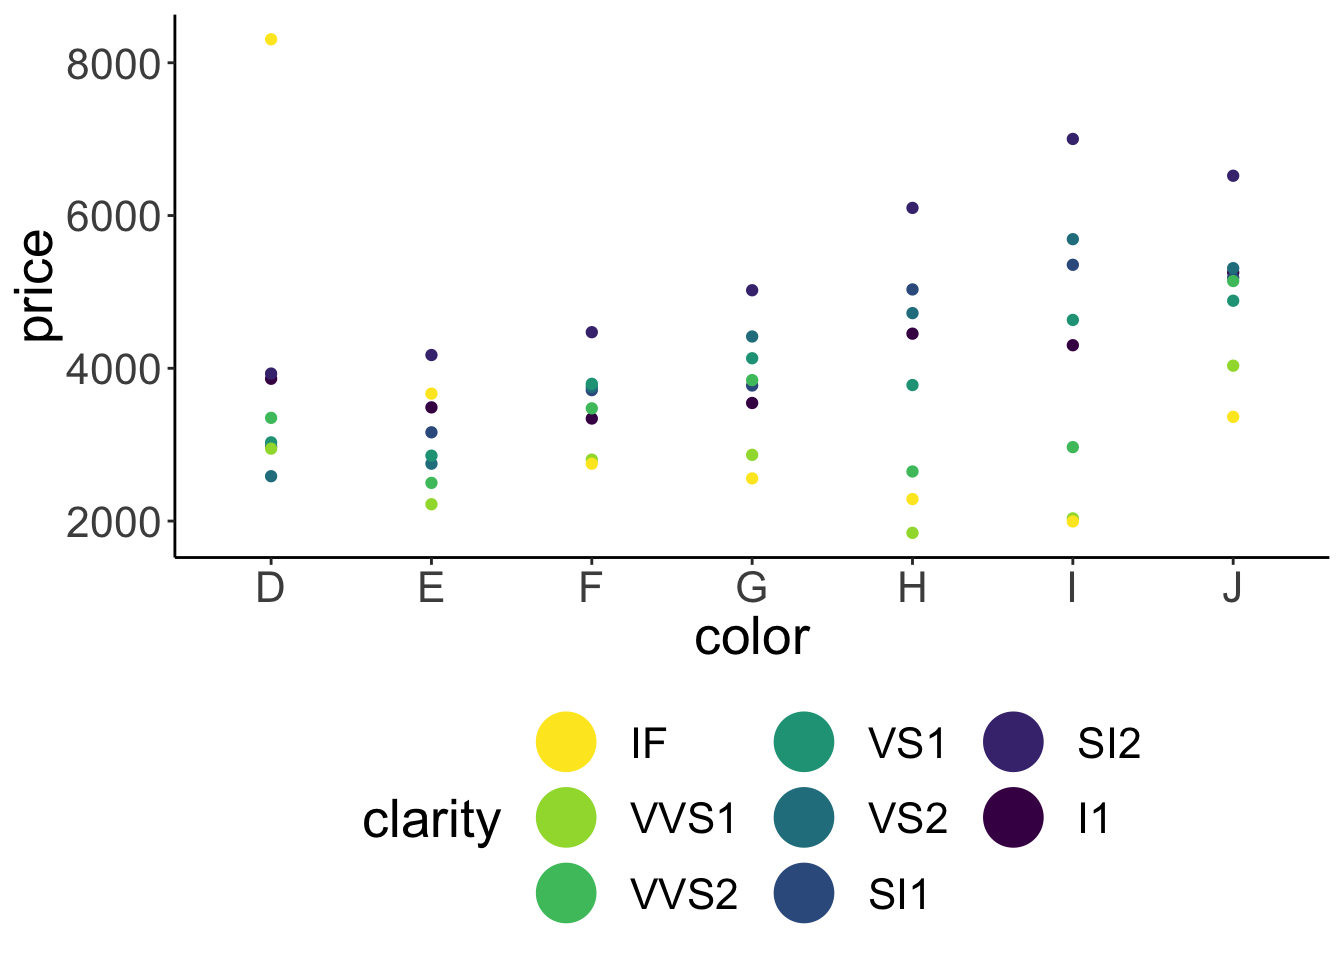 8000
6000
4000
2000
price
D E F G H I J
color
clarity
IF VS1 SI2
VVS1 VS2 I1
VVS2 SI1